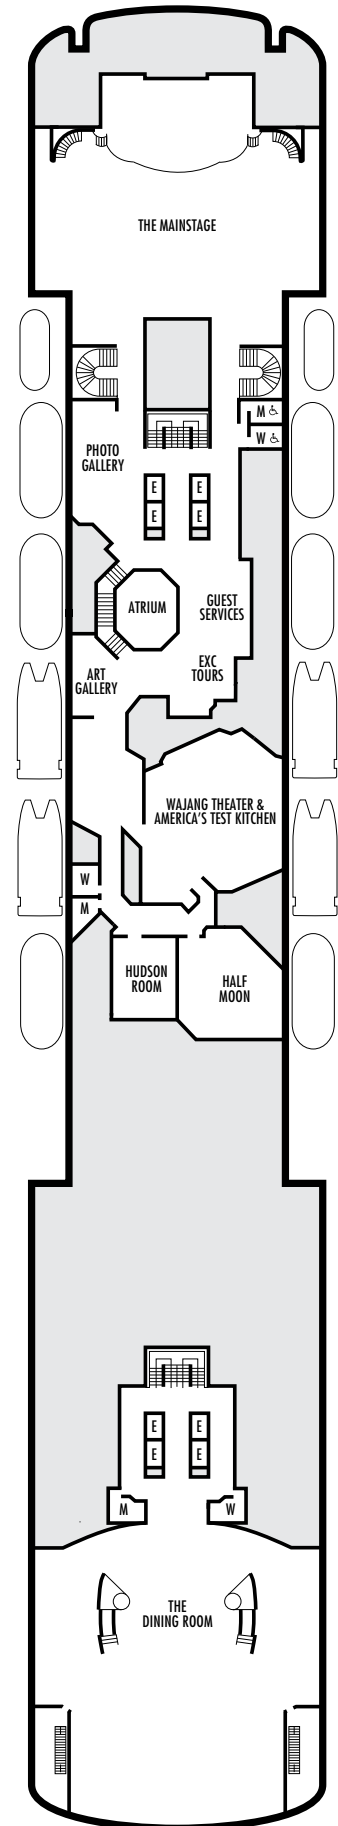 THE MAINSTAGE
M
W
PHOTO
GALLERY
E E
E E
ATRIUM
GUEST
SERVICES
EXC
TOURS
ART
GALLERY
WAJANG THEATER &
AMERICA'S TEST KITCHEN
W
M
HUDSON
ROOM
HALF
MOON
E E
E E
M W
THE
DINING ROOM